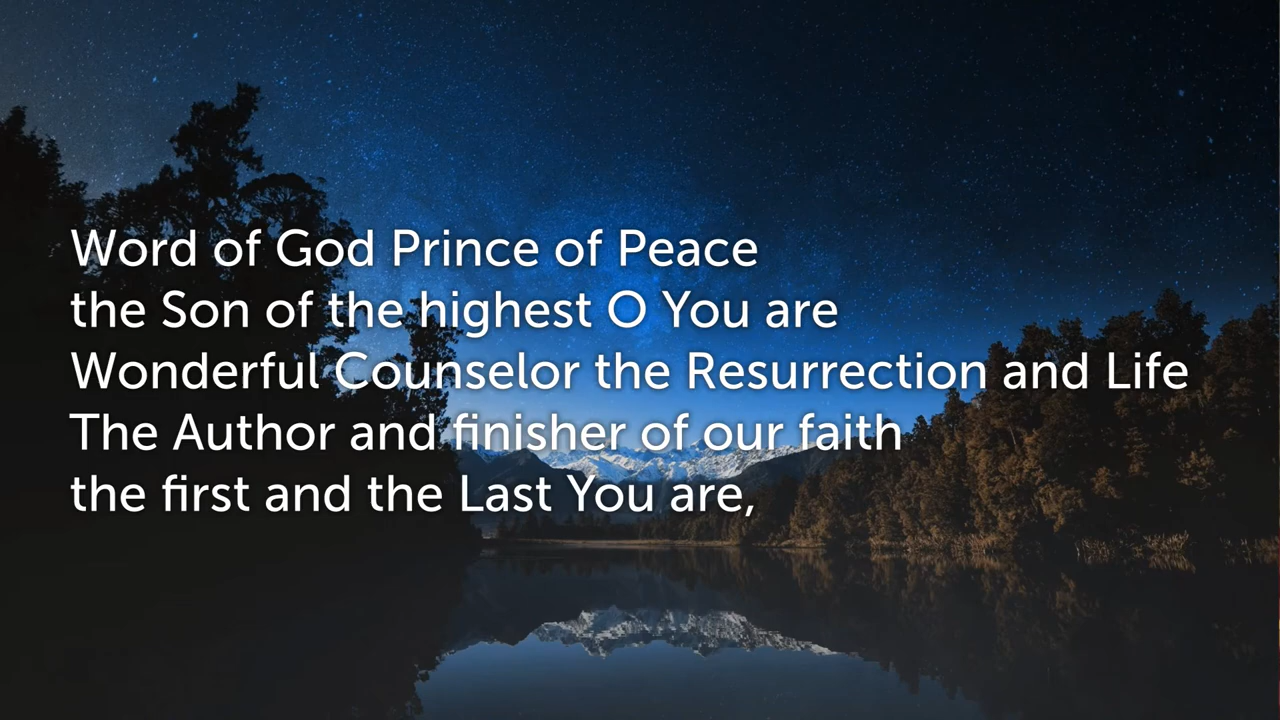 Word of God Prince of Peace
the Son of the highest O You are
Wonderful Counselor the Resurrection and Life
The Author and finisher of our faith
the first and the Last You are,